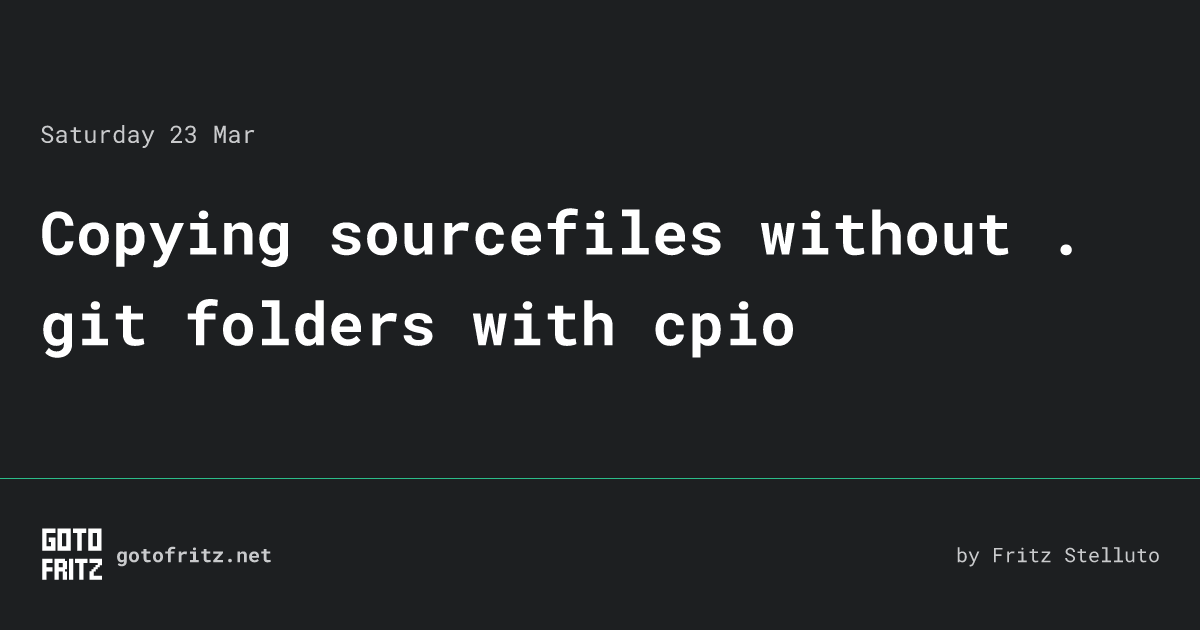 Saturday 23 Mar
Copying sourcefiles without .
git folders with cpio
GOTO
FRITZ
gotofritz.net
by Fritz Stelluto